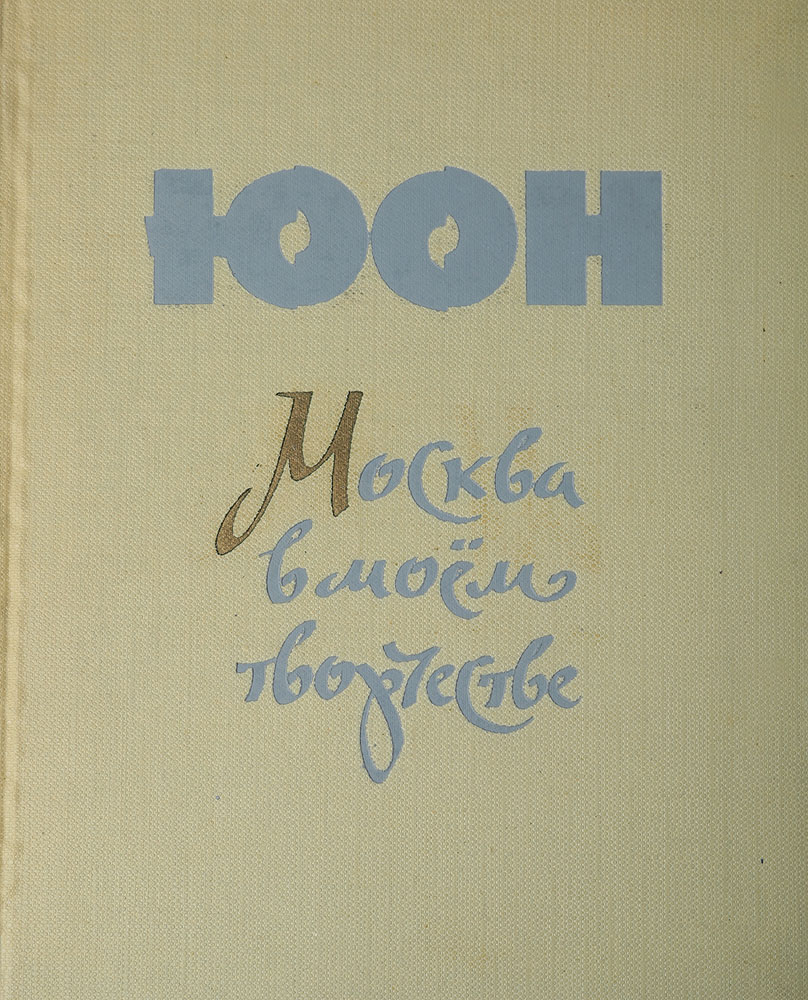 ЮОН
Москва
в моём
творчестве